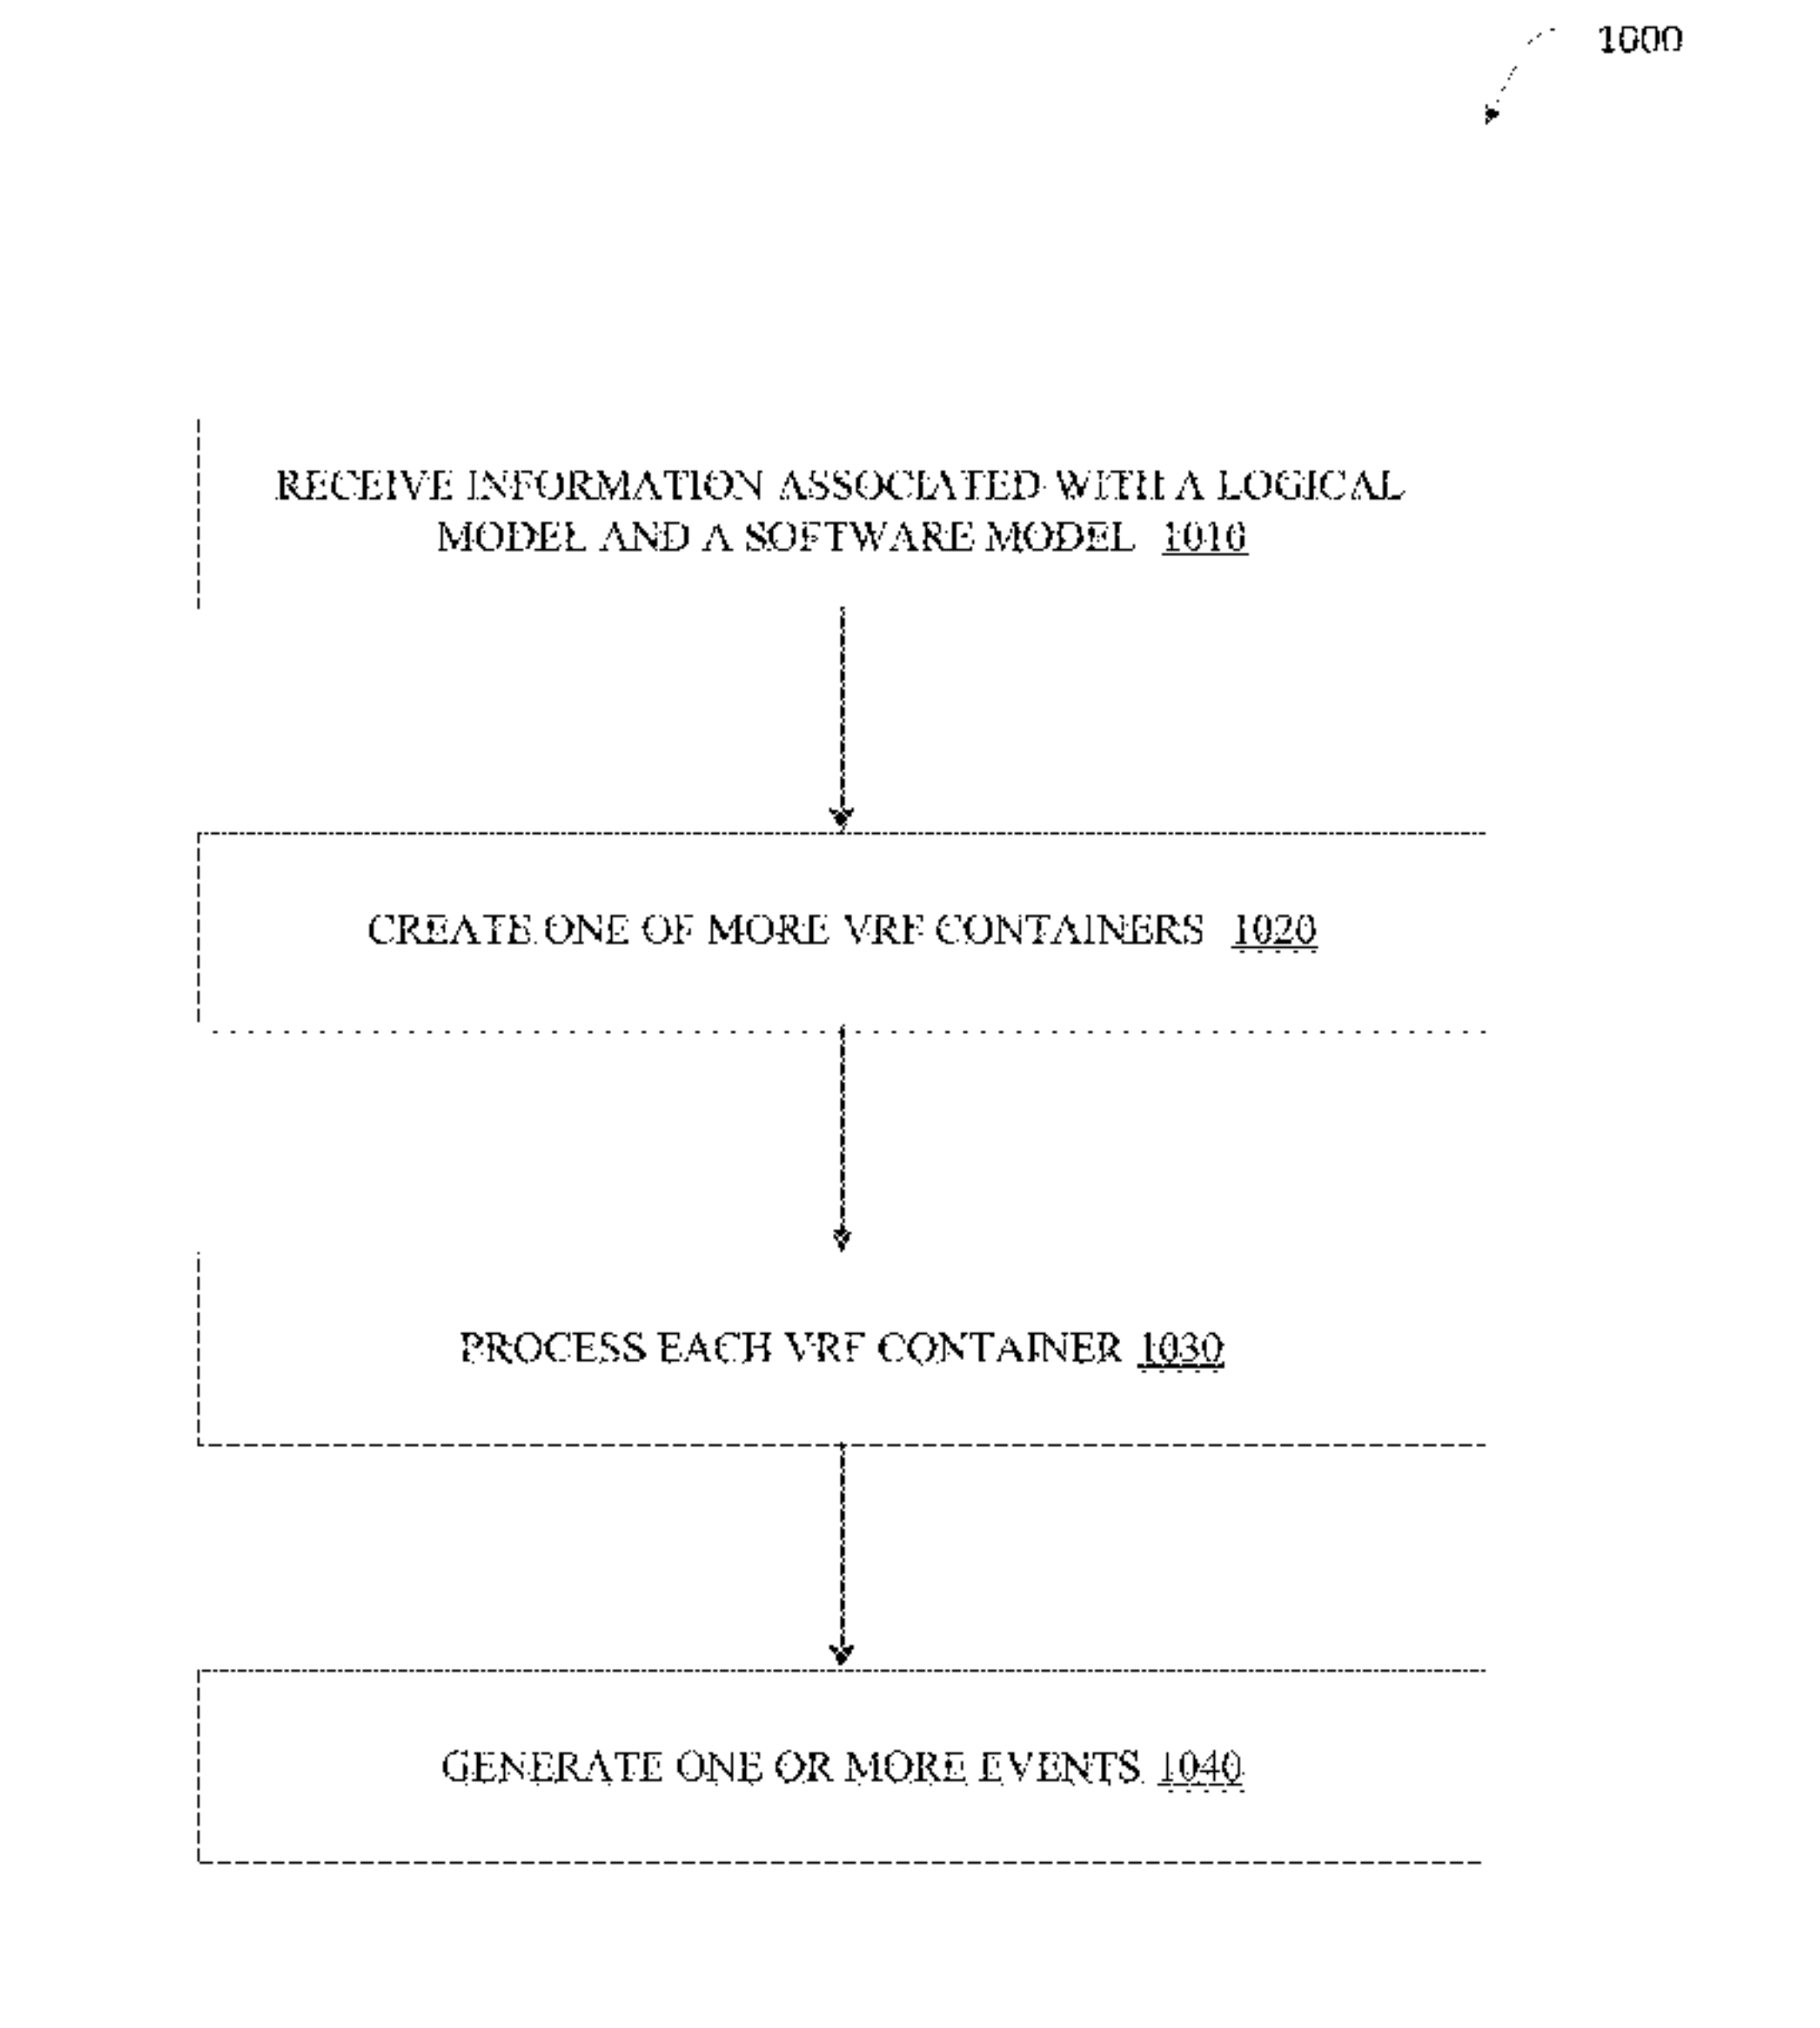 1000
RECEIVE INFORMATION ASSOCIATED WITH A LOGICAL
MODEL AND A SOFTWARE MODEL 1010
CREATE ONE OF MORE VRF CONTAINERS 1020
PROCESS EACH VRF CONTAINER 1030
GENERATE ONE OR MORE EVENTS 1040